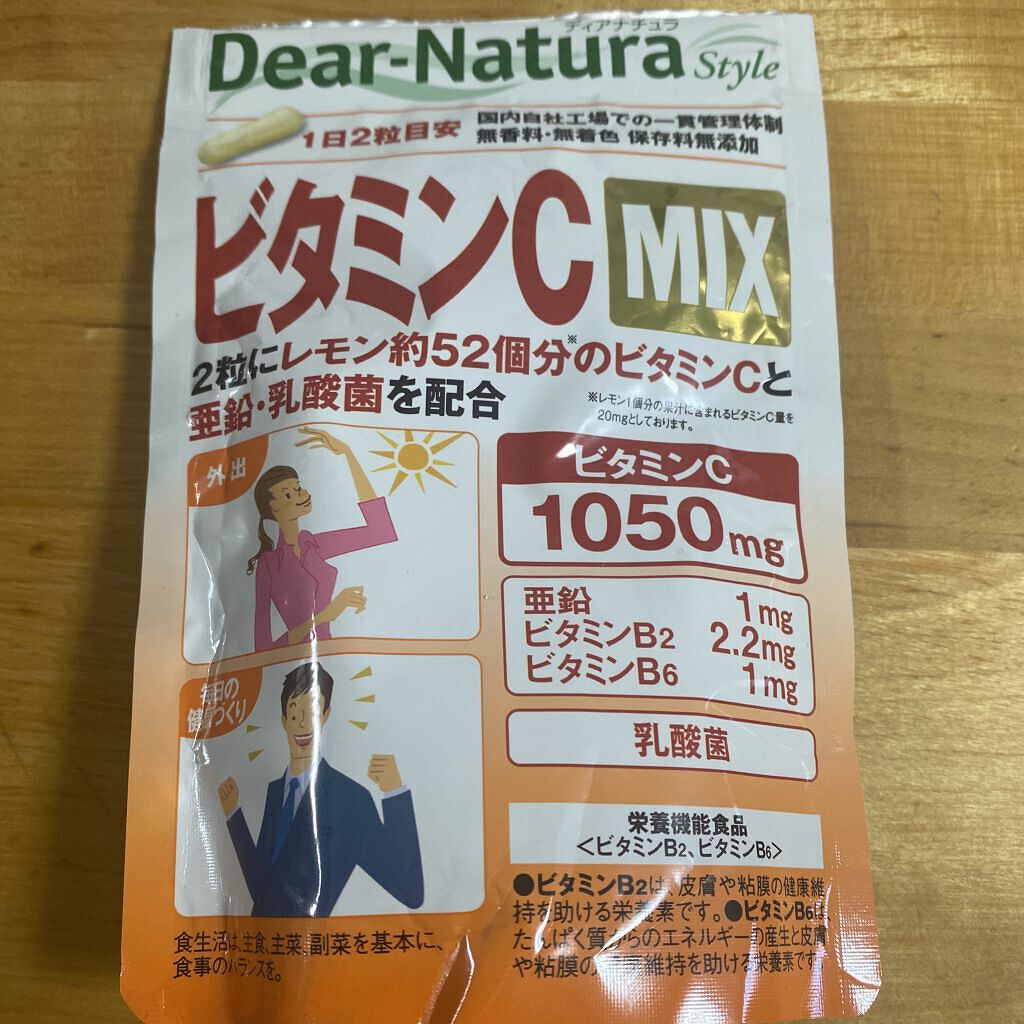 ディアナチュラ
Dear-Natura Style
1日2粒目安
国内自社工場での一貫管理体制
無香料・無着色 保存料無添加
ビタミンC MIX
2粒にレモン約52個分※のビタミンCと
亜鉛・乳酸菌を配合
※レモン1個分の果汁に含まれるビタミンC量を
20mgとしております。
外出
ビタミンC
1050mg
亜鉛 1mg
ビタミンB2 2.2mg
ビタミンB6 1mg
乳酸菌
毎日の
健康づくり
栄養機能食品
<ビタミンB2、ビタミンB6>
●ビタミンB2は、皮膚や粘膜の健康維
持を助ける栄養素です。●ビタミンB6は、
たんぱく質からのエネルギーの産生と皮膚
や粘膜の健康維持を助ける栄養素です。
食生活は、主食、主菜、副菜を基本に、
食事のバランスを。